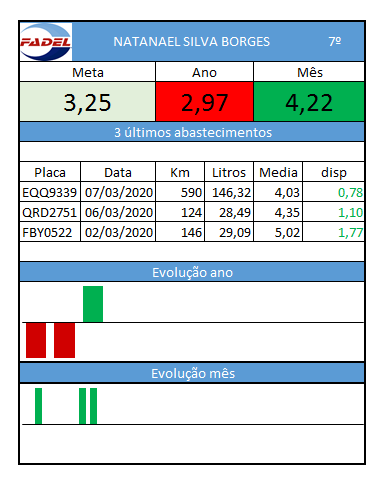 FADEL NATANAEL SILVA BORGES 7º
Meta Ano Mês
3,25 2,97 4,22
3 últimos abastecimentos
Placa Data Km Litros Media disp
EQQ9339 07/03/2020 590 146,32 4,03 0,78
QRD2751 06/03/2020 124 28,49 4,35 1,10
FBY0522 02/03/2020 146 29,09 5,02 1,77
Evolução ano
Evolução mês